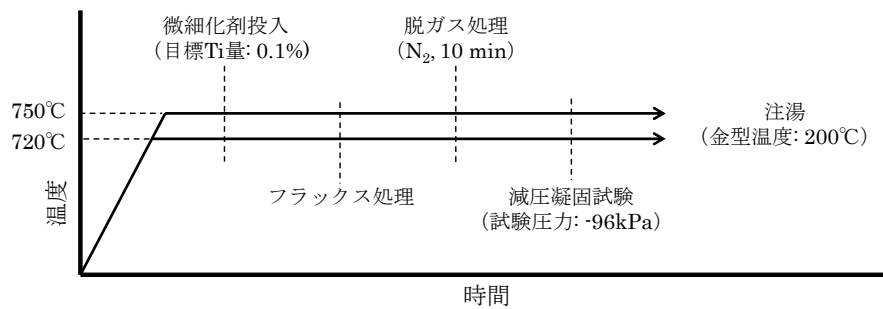 微細化剤投入
(目標Ti量: 0.1%)
脱ガス処理
(N₂, 10 min)
750℃
720℃
注湯
(金型温度: 200℃)
フラックス処理
減圧凝固試験
(試験圧力: -96kPa)
温度
時間